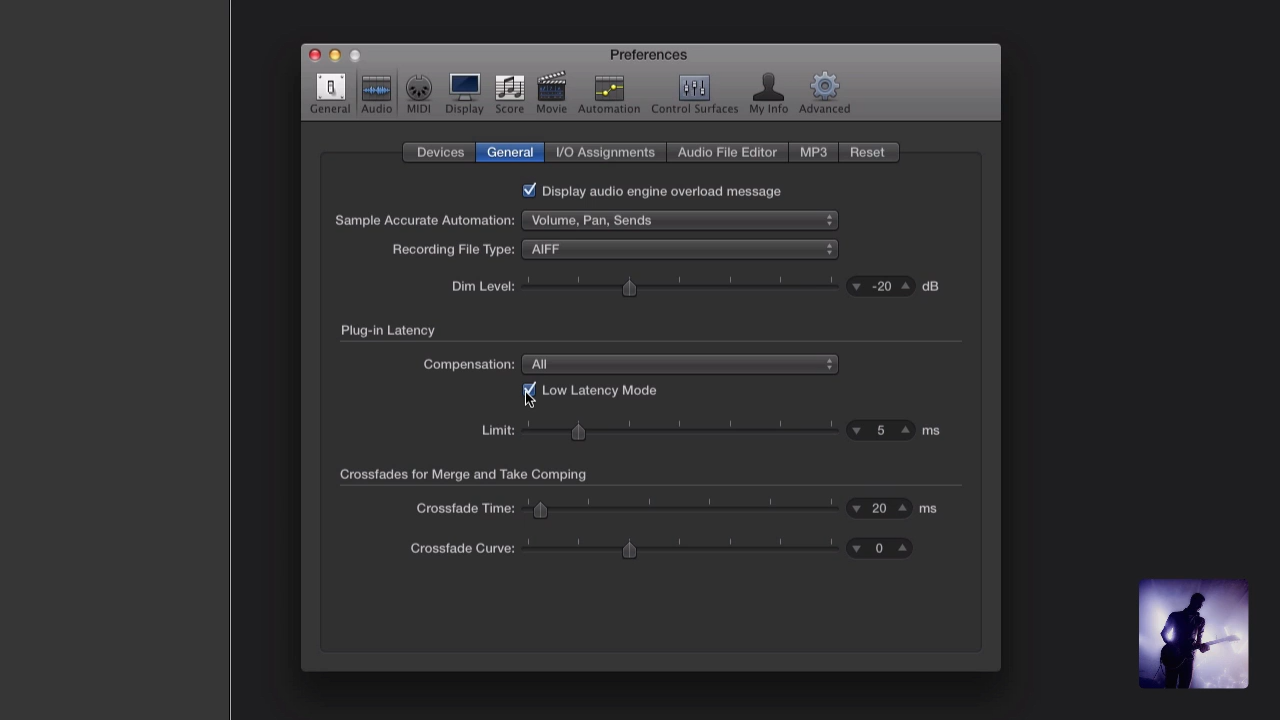 Preferences
General Audio MIDI Display Score Movie Automation Control Surfaces My Info Advanced
Devices General I/O Assignments Audio File Editor MP3 Reset
Display audio engine overload message
Sample Accurate Automation: Volume, Pan, Sends
Recording File Type: AIFF
Dim Level: -20 dB
Plug-in Latency
Compensation: All
Low Latency Mode
Limit: 5 ms
Crossfades for Merge and Take Comping
Crossfade Time: 20 ms
Crossfade Curve: 0